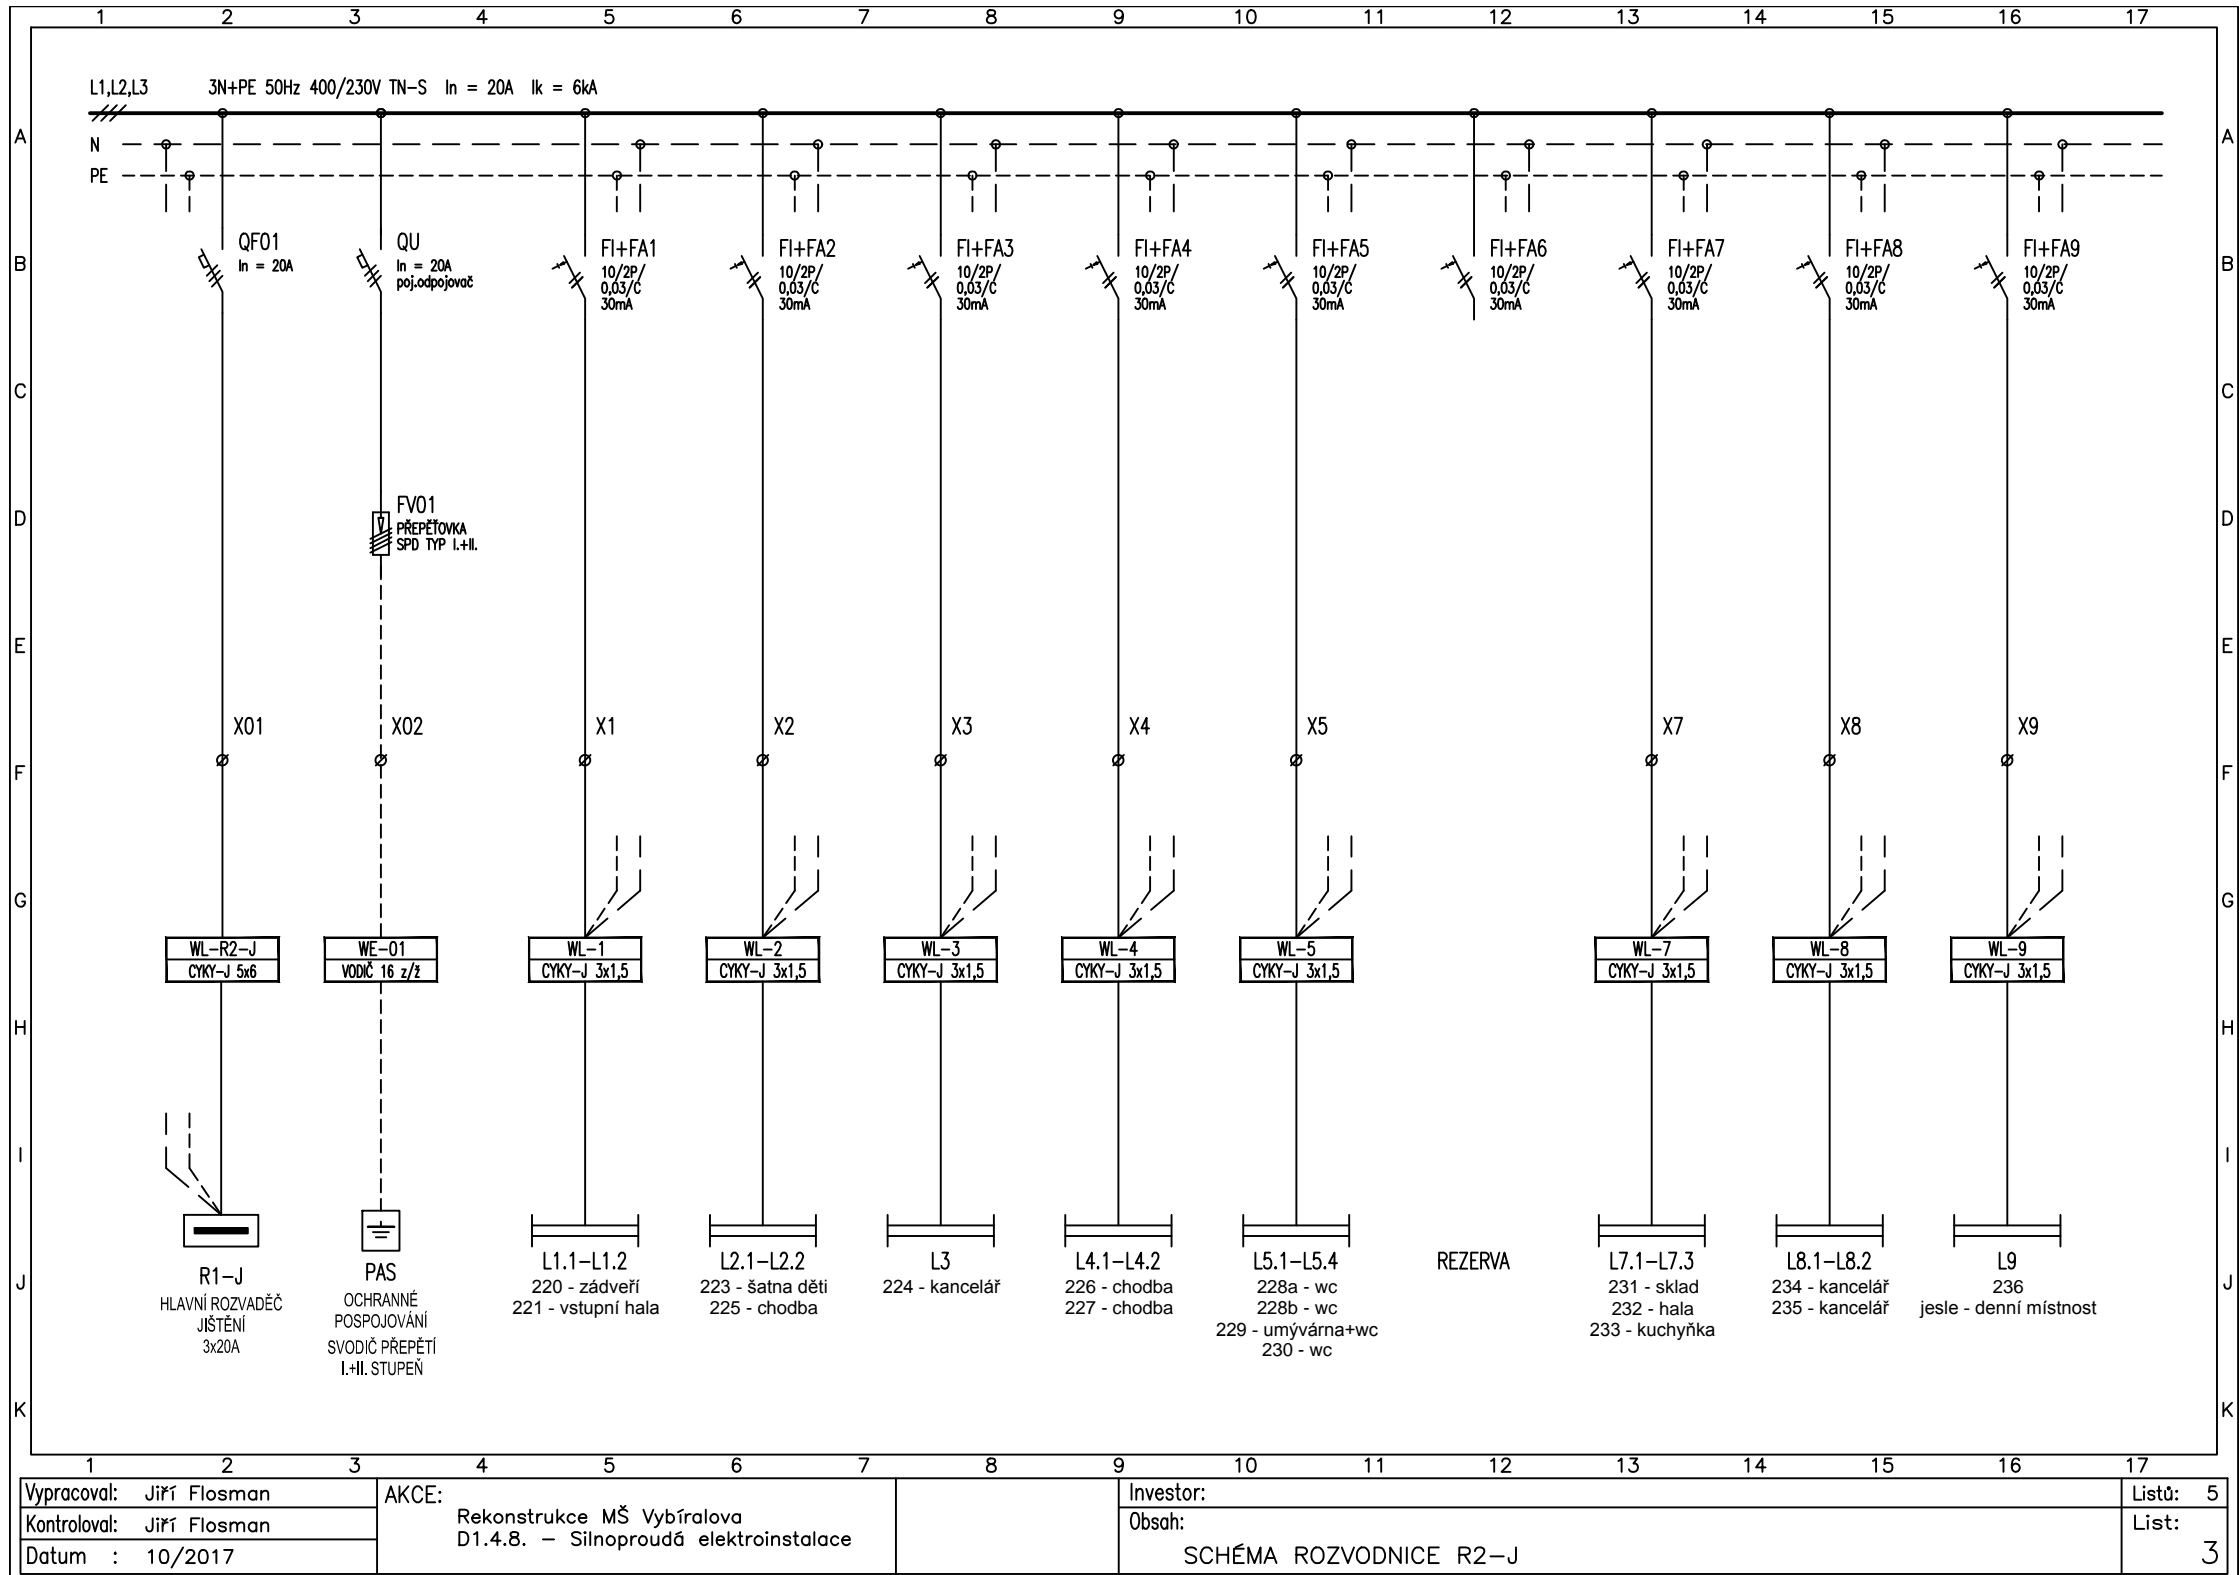 1 2 3 4 5 6 7 8 9 10 11 12 13 14 15 16 17
L1,L2,L3 3N+PE 50Hz 400/230V TN-S In = 20A Ik = 6kA
A N A
PE
B B
QF01
In = 20A
QU
In = 20A
poj.odpojovač
FI+FA1
10/2P/
0,03/C
30mA
FI+FA2
10/2P/
0,03/C
30mA
FI+FA3
10/2P/
0,03/C
30mA
FI+FA4
10/2P/
0,03/C
30mA
FI+FA5
10/2P/
0,03/C
30mA
FI+FA6
10/2P/
0,03/C
30mA
FI+FA7
10/2P/
0,03/C
30mA
FI+FA8
10/2P/
0,03/C
30mA
FI+FA9
10/2P/
0,03/C
30mA
C C
D D
FV01
PŘEPĚŤOVKA
SPD TYP I.+II.
E E
X01 X02 X1 X2 X3 X4 X5 X7 X8 X9
F F
G G
WL-R2-J
CYKY-J 5x6
WE-01
VODIČ 16 z/ž
WL-1
CYKY-J 3x1,5
WL-2
CYKY-J 3x1,5
WL-3
CYKY-J 3x1,5
WL-4
CYKY-J 3x1,5
WL-5
CYKY-J 3x1,5
WL-7
CYKY-J 3x1,5
WL-8
CYKY-J 3x1,5
WL-9
CYKY-J 3x1,5
H H
I I
J J
R1-J
HLAVNÍ ROZVADĚČ
JIŠTĚNÍ
3x20A
PAS
OCHRANNÉ
POSPOJOVÁNÍ
SVODIČ PŘEPĚTÍ
I.+II. STUPEŇ
L1.1-L1.2
220 - zádveří
221 - vstupní hala
L2.1-L2.2
223 - šatna děti
225 - chodba
L3
224 - kancelář
L4.1-L4.2
226 - chodba
227 - chodba
L5.1-L5.4
228a - wc
228b - wc
229 - umývárna+wc
230 - wc
REZERVA
L7.1-L7.3
231 - sklad
232 - hala
233 - kuchyňka
L8.1-L8.2
234 - kancelář
235 - kancelář
L9
236
jesle - denní místnost
K K
1 2 3 4 5 6 7 8 9 10 11 12 13 14 15 16 17
Vypracoval: Jiří Flosman
Kontroloval: Jiří Flosman
Datum : 10/2017
AKCE:
Rekonstrukce MŠ Vybíralova
D1.4.8. - Silnoproudá elektroinstalace
Investor:
Obsah:
SCHÉMA ROZVODNICE R2-J
Listů: 5
List:
3